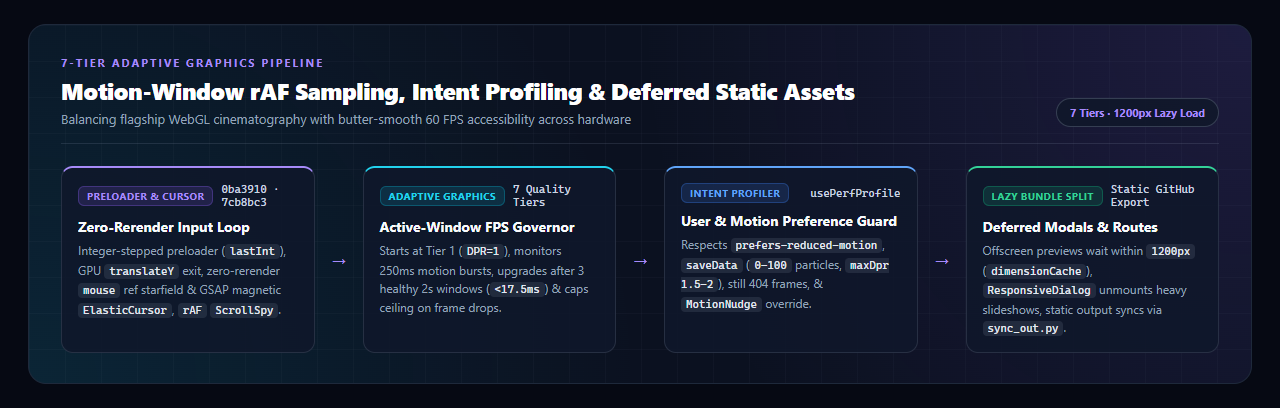 7-TIER ADAPTIVE GRAPHICS PIPELINE
Motion-Window rAF Sampling, Intent Profiling & Deferred Static Assets
Balancing flagship WebGL cinematography with butter-smooth 60 FPS accessibility across hardware
7 Tiers · 1200px Lazy Load
PRELOADER & CURSOR
0ba3910 ·
7cb8bc3
Zero-Rerender Input Loop
Integer-stepped preloader ( lastInt ),
GPU translateY exit, zero-rerender
mouse ref starfield & GSAP magnetic
ElasticCursor , rAF ScrollSpy .
→
ADAPTIVE GRAPHICS
7 Quality
Tiers
Active-Window FPS Governor
Starts at Tier 1 ( DPR=1 ), monitors
250ms motion bursts, upgrades after 3
healthy 2s windows ( <17.5ms ) & caps
ceiling on frame drops.
→
INTENT PROFILER
usePerfProfile
User & Motion Preference Guard
Respects prefers-reduced-motion ,
saveData ( 0–100 particles, maxDpr
1.5–2 ), still 404 frames, &
MotionNudge override.
→
LAZY BUNDLE SPLIT
Static GitHub
Export
Deferred Modals & Routes
Offscreen previews wait within 1200px
( dimensionCache ),
ResponsiveDialog unmounts heavy
slideshows, static output syncs via
sync_out.py .